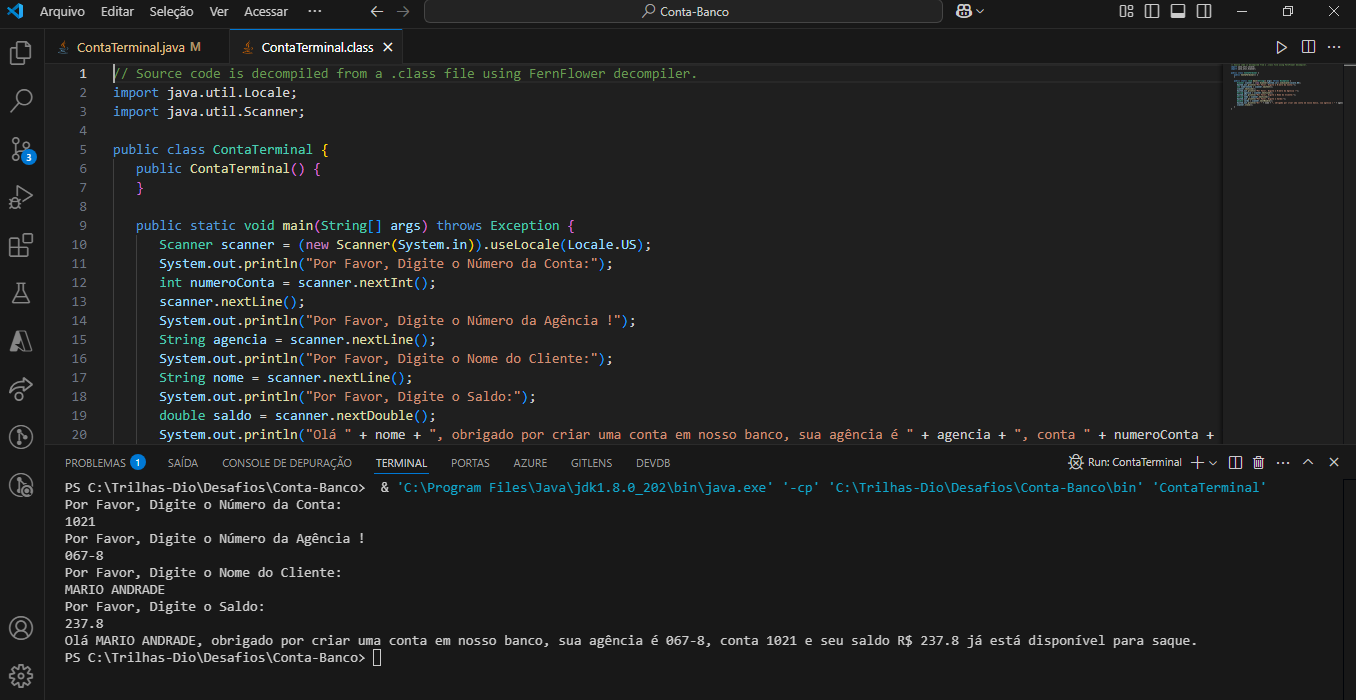 Arquivo Editar Seleção Ver Acessar ··· Conta-Banco
ContaTerminal.java M ContaTerminal.class
1 // Source code is decompiled from a .class file using FernFlower decompiler.
2 import java.util.Locale;
3 import java.util.Scanner;
4
5 public class ContaTerminal {
6 public ContaTerminal() {
7 }
8
9 public static void main(String[] args) throws Exception {
10 Scanner scanner = (new Scanner(System.in)).useLocale(Locale.US);
11 System.out.println("Por Favor, Digite o Número da Conta:");
12 int numeroConta = scanner.nextInt();
13 scanner.nextLine();
14 System.out.println("Por Favor, Digite o Número da Agência !");
15 String agencia = scanner.nextLine();
16 System.out.println("Por Favor, Digite o Nome do Cliente:");
17 String nome = scanner.nextLine();
18 System.out.println("Por Favor, Digite o Saldo:");
19 double saldo = scanner.nextDouble();
20 System.out.println("Olá " + nome + ", obrigado por criar uma conta em nosso banco, sua agência é " + agencia + ", conta " + numeroConta +
3
PROBLEMAS 1 SAÍDA CONSOLE DE DEPURAÇÃO TERMINAL PORTAS AZURE GITLENS DEVDB Run: ContaTerminal
PS C:\Trilhas-Dio\Desafios\Conta-Banco> & 'C:\Program Files\Java\jdk1.8.0_202\bin\java.exe' '-cp' 'C:\Trilhas-Dio\Desafios\Conta-Banco\bin' 'ContaTerminal'
Por Favor, Digite o Número da Conta:
1021
Por Favor, Digite o Número da Agência !
067-8
Por Favor, Digite o Nome do Cliente:
MARIO ANDRADE
Por Favor, Digite o Saldo:
237.8
Olá MARIO ANDRADE, obrigado por criar uma conta em nosso banco, sua agência é 067-8, conta 1021 e seu saldo R$ 237.8 já está disponível para saque.
PS C:\Trilhas-Dio\Desafios\Conta-Banco>